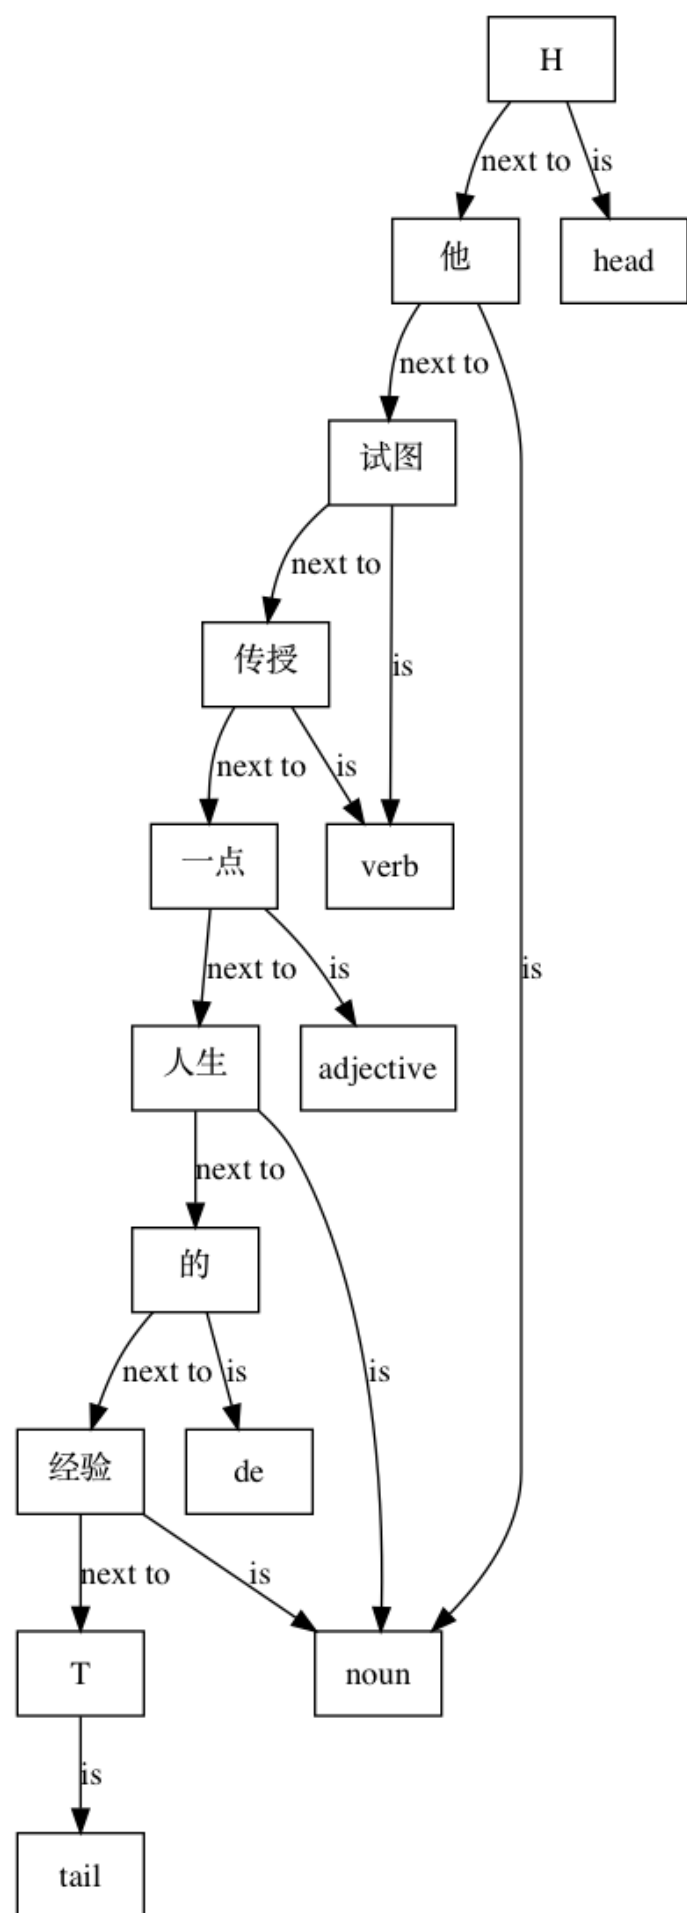 H
next to
is
他
head
next to
试图
next to
传授
is
next to
is
一点
verb
next to
is
is
人生
adjective
next to
的
next to
is
is
经验
de
next to
is
T
noun
is
tail